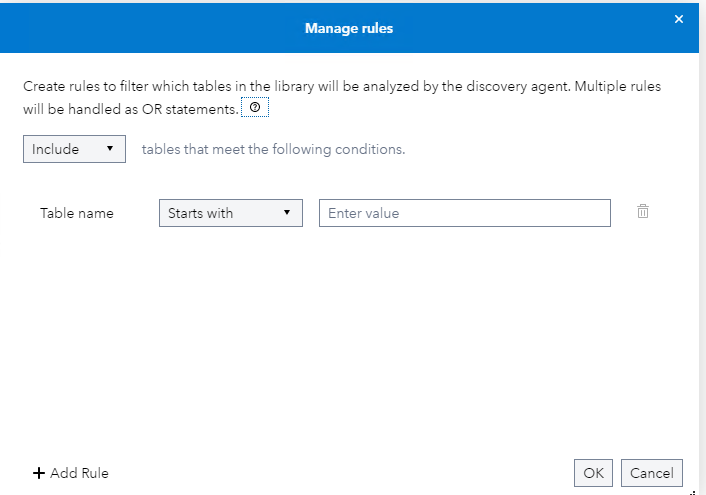 Manage rules
Create rules to filter which tables in the library will be analyzed by the discovery agent. Multiple rules
will be handled as OR statements.
Include tables that meet the following conditions.
Table name Starts with Enter value
Add Rule OK Cancel